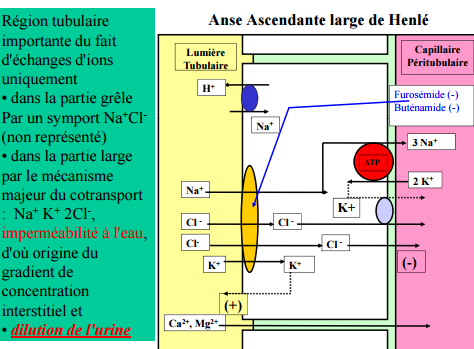 Anse Ascendante large de Henlé
Région tubulaire
importante du fait
d'échanges d'ions
uniquement
• dans la partie grêle
Par un symport Na⁺Cl⁻
(non représenté)
• dans la partie large
par le mécanisme
majeur du cotransport
: Na⁺ K⁺ 2Cl-,
imperméabilité à l'eau,
d'où origine du
gradient de
concentration
interstitiel et
• dilution de l'urine
Lumière
Tubulaire
Capillaire
Péritubulaire
H⁺
Na⁺
Furosémide (-)
Buténamide (-)
ATP
3 Na⁺
2 K⁺
K+
Na⁺
Cl -
Cl -
Cl-
Cl -
K⁺
K⁺
(-)
(+)
Ca²⁺, Mg²⁺